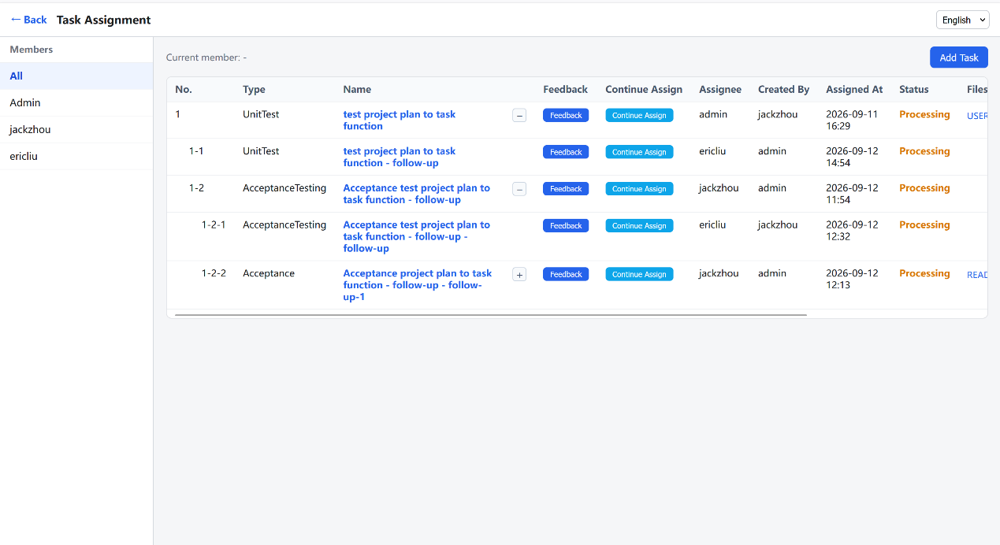 ← Back Task Assignment English
Members
All
Admin
jackzhou
ericliu
Current member: - Add Task
No. Type Name Feedback Continue Assign Assignee Created By Assigned At Status Files
1 UnitTest test project plan to task − Feedback Continue Assign admin jackzhou 2026-09-11 Processing USER
function 16:29
1-1 UnitTest test project plan to task Feedback Continue Assign ericliu admin 2026-09-12 Processing
function - follow-up 14:54
1-2 AcceptanceTesting Acceptance test project plan to − Feedback Continue Assign jackzhou admin 2026-09-12 Processing
task function - follow-up 11:54
1-2-1 AcceptanceTesting Acceptance test project plan to Feedback Continue Assign ericliu jackzhou 2026-09-12 Processing
task function - follow-up - 12:32
follow-up
1-2-2 Acceptance Acceptance project plan to task + Feedback Continue Assign jackzhou admin 2026-09-12 Processing READ
function - follow-up - follow- 12:13
up-1